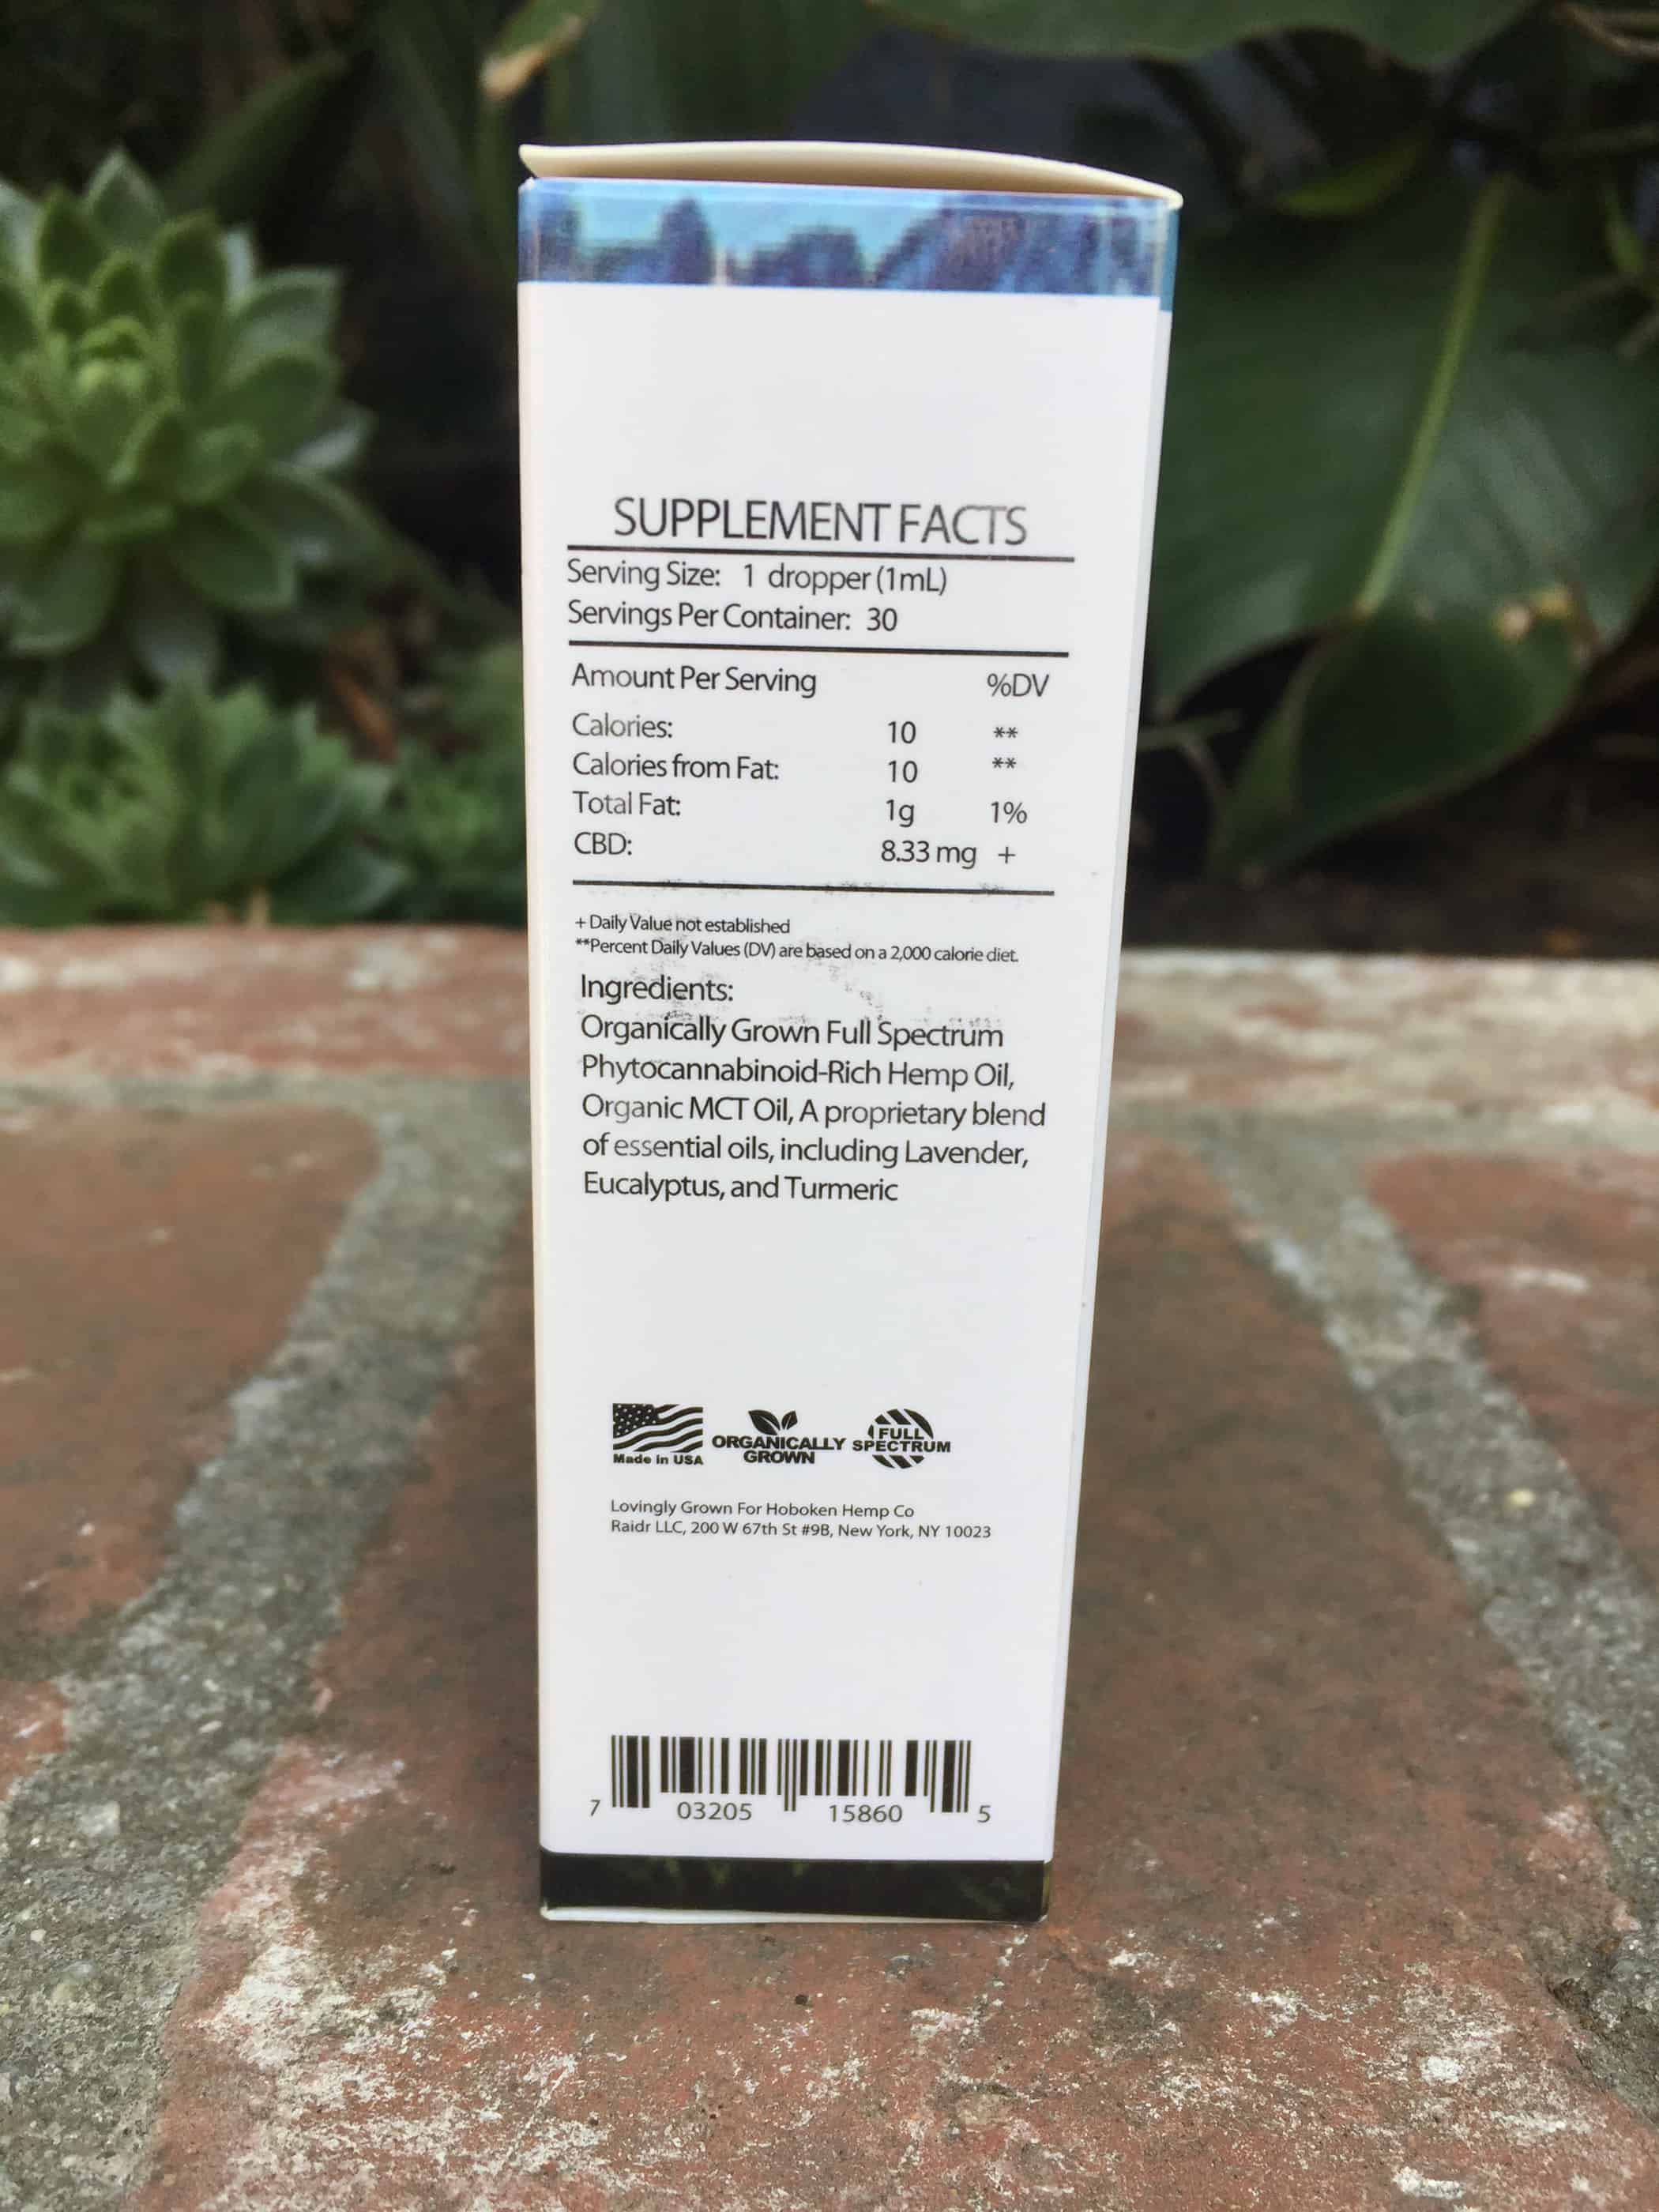 SUPPLEMENT FACTS
Serving Size: 1 dropper (1mL)
Servings Per Container: 30
Amount Per Serving %DV
Calories: 10 **
Calories from Fat: 10 **
Total Fat: 1g 1%
CBD: 8.33 mg +
+ Daily Value not established
**Percent Daily Values (DV) are based on a 2,000 calorie diet.
Ingredients:
Organically Grown Full Spectrum
Phytocannabinoid-Rich Hemp Oil,
Organic MCT Oil, A proprietary blend
of essential oils, including Lavender,
Eucalyptus, and Turmeric
Made in USA
ORGANICALLY
GROWN
FULL
SPECTRUM
Lovingly Grown For Hoboken Hemp Co
Raidr LLC, 200 W 67th St #9B, New York, NY 10023
7 03205 15860 5